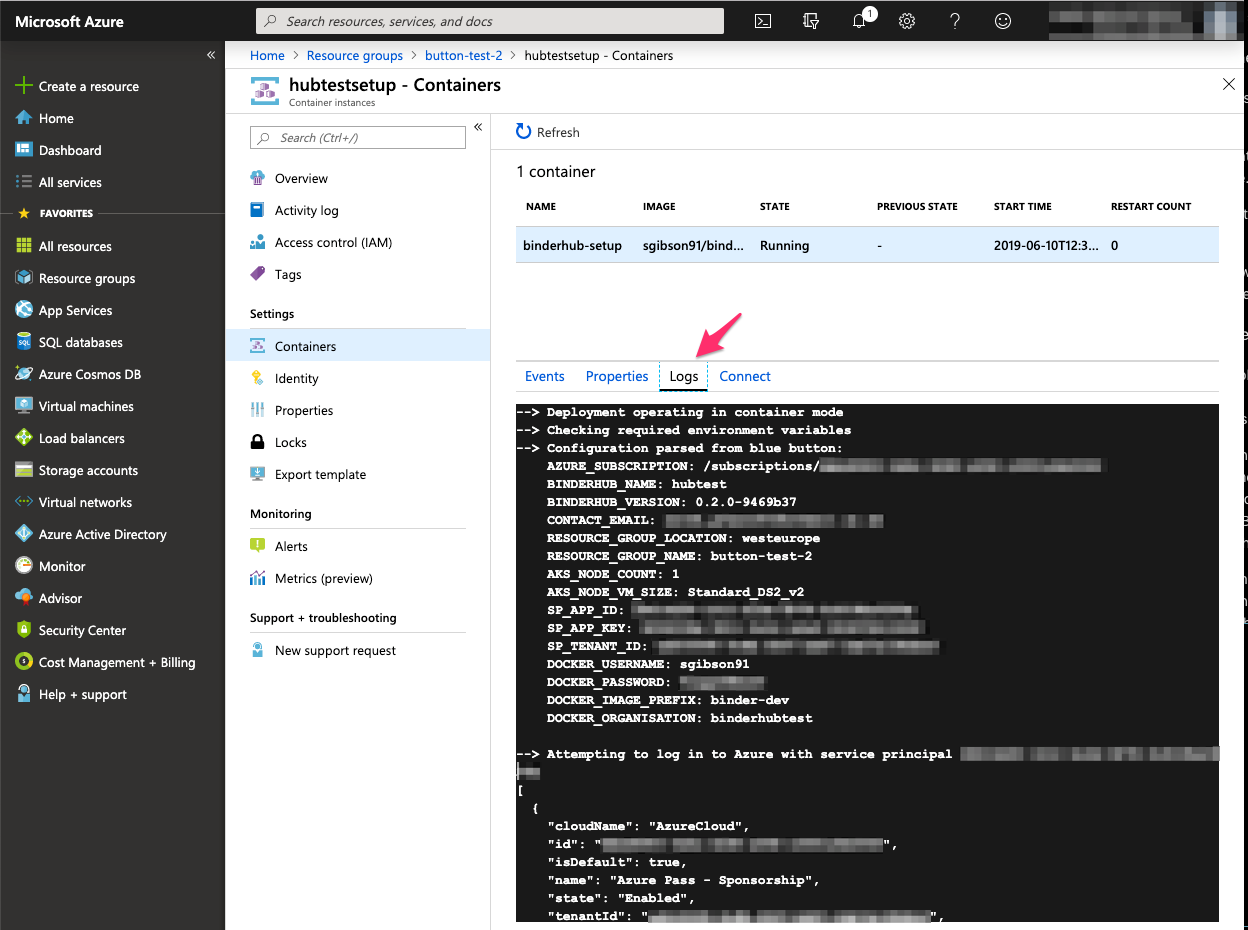 Microsoft Azure
Search resources, services, and docs
1
Home > Resource groups > button-test-2 > hubtestsetup - Containers
hubtestsetup - Containers
Container instances
Create a resource
Home
Dashboard
All services
FAVORITES
All resources
Resource groups
App Services
SQL databases
Azure Cosmos DB
Virtual machines
Load balancers
Storage accounts
Virtual networks
Azure Active Directory
Monitor
Advisor
Security Center
Cost Management + Billing
Help + support
Search (Ctrl+/)
Overview
Activity log
Access control (IAM)
Tags
Settings
Containers
Identity
Properties
Locks
Export template
Monitoring
Alerts
Metrics (preview)
Support + troubleshooting
New support request
Refresh
1 container
NAME IMAGE STATE PREVIOUS STATE START TIME RESTART COUNT
binderhub-setup sgibson91/bind... Running - 2019-06-10T12:3... 0
Events Properties Logs Connect
--> Deployment operating in container mode
--> Checking required environment variables
--> Configuration parsed from blue button:
AZURE_SUBSCRIPTION: /subscriptions/
BINDERHUB_NAME: hubtest
BINDERHUB_VERSION: 0.2.0-9469b37
CONTACT_EMAIL:
RESOURCE_GROUP_LOCATION: westeurope
RESOURCE_GROUP_NAME: button-test-2
AKS_NODE_COUNT: 1
AKS_NODE_VM_SIZE: Standard_DS2_v2
SP_APP_ID:
SP_APP_KEY:
SP_TENANT_ID:
DOCKER_USERNAME: sgibson91
DOCKER_PASSWORD:
DOCKER_IMAGE_PREFIX: binder-dev
DOCKER_ORGANISATION: binderhubtest
--> Attempting to log in to Azure with service principal
[
{
"cloudName": "AzureCloud",
"id": "",
"isDefault": true,
"name": "Azure Pass - Sponsorship",
"state": "Enabled",
"tenantId": "",